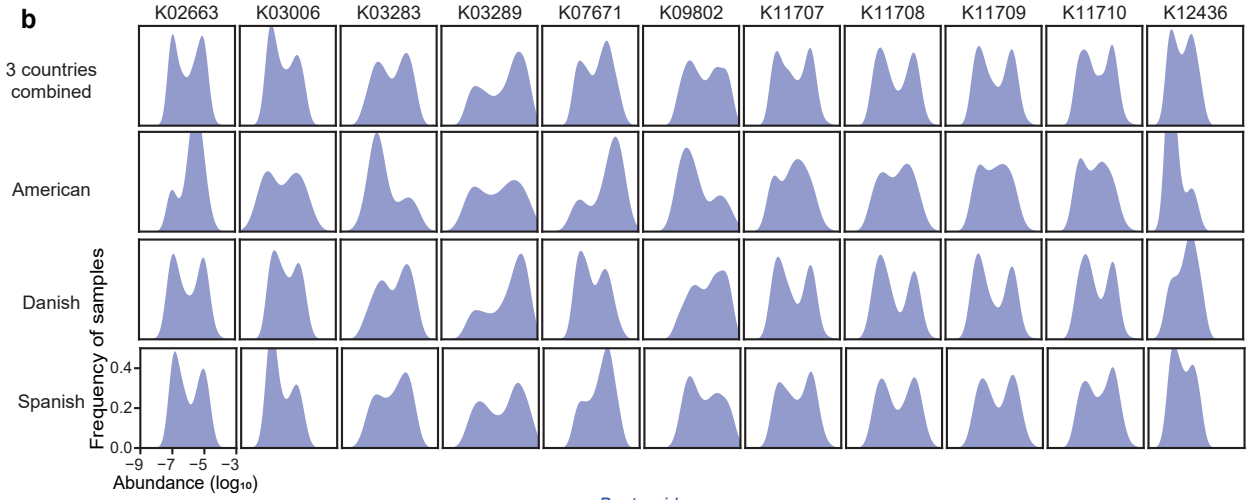 b
K02663 K03006 K03283 K03289 K07671 K09802 K11707 K11708 K11709 K11710 K12436
3 countries
combined
American
Danish
Spanish
Frequency of samples
0.4
0.2
0.0
−9 −7 −5 −3
Abundance (log₁₀)